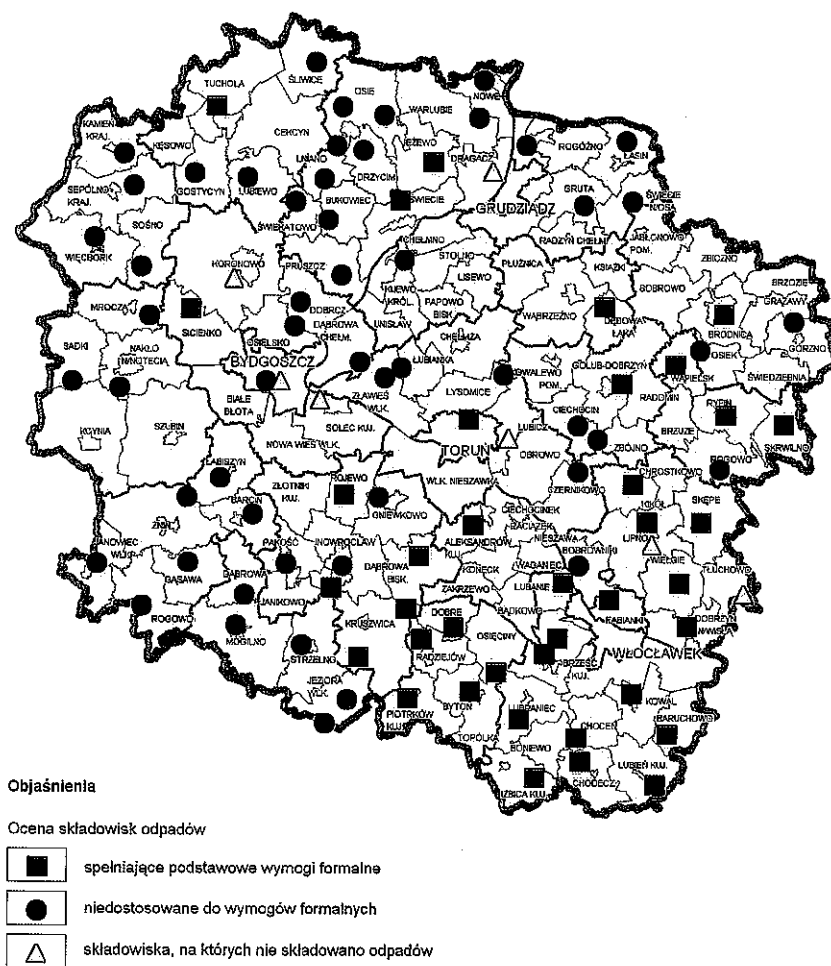 TUCHOLA
ŚLIWICE
OSIE
WARLUBIE
NOWE
KAMIEŃ
KRAJ.
KĘSOWO
CEKCYN
JEŻEWO
DRAGACZ
ROGÓŹNO
ŁASIN
LNIANO
DRZYCIM
SĘPÓLNO
KRAJ.
GOSTYCYN
LUBIEWO
BUKOWIEC
ŚWIECIE
GRUDZIĄDZ
GRUTA
ŚWIECIE
N/OSĄ
SOŚNO
ŚWIEKATOWO
RADZYŃ CHEŁM.
JABŁONOWO
POM.
WIĘCBORK
KORONOWO
PRUSZCZ
CHEŁMNO
STOLNO
PŁUŻNICA
KSIĄŻKI
ZBICZNO
LISEWO
BOBROWO
BRZOZIE
KIJEWO
KRÓL.
PAPOWO
BISK.
GRĄŻAWY
MROCZA
SICIENKO
DOBRCZ
UNISŁAW
WĄBRZEŹNO
DĘBOWA
ŁĄKA
BRODNICA
GÓRZNO
DĄBROWA
CHEŁM.
CHEŁMŻA
SADKI
NAKŁO
N/NOTECIĄ
OSIELSKO
BYDGOSZCZ
ŁUBIANKA
KOWALEWO
POM.
GOLUB-DOBRZYŃ
WĄPIELSK
OSIEK
ŚWIEDZIEBNIA
ŁYSOMICE
RADOMIN
BIAŁE
BŁOTA
ZŁAWIEŚ
WLK.
CIECHOCIN
RYPIN
KCYNIA
SZUBIN
SOLEC KUJ.
LUBICZ
BRZUZE
SKRWILNO
NOWA WIEŚ WLK.
TORUŃ
OBROWO
ZBÓJNO
ROGOWO
ŁABISZYN
ZŁOTNIKI
KUJ.
ROJEWO
WLK. NIESZAWKA
CZERNIKOWO
CHROSTKOWO
BARCIN
GNIEWKOWO
CIECHOCINEK
KIKÓŁ
SKĘPE
ŻNIN
RACIĄŻEK
JANOWIEC
WLKP.
PAKOŚĆ
INOWROCŁAW
ALEKSANDRÓW
KUJ.
NIESZAWA
LIPNO
BOBROWNIKI
GĄSAWA
DĄBROWA
DĄBROWA
BISK.
KONECK
WAGANIEC
WIELGIE
TŁUCHOWO
JANIKOWO
ZAKRZEWO
LUBANIE
ROGOWO
DOBRE
BĄDKOWO
FABIANKI
DOBRZYŃ
N/WISŁĄ
MOGILNO
KRUSZWICA
OSIĘCINY
STRZELNO
RADZIEJÓW
BRZEŚĆ
KUJ.
WŁOCŁAWEK
JEZIORA
WLK.
BYTOŃ
LUBRANIEC
KOWAL
PIOTRKÓW
KUJ.
CHOCEŃ
BARUCHOWO
TOPÓLKA
BONIEWO
LUBIEŃ KUJ.
IZBICA KUJ.
CHODECZ
Objaśnienia
Ocena składowisk odpadów
spełniające podstawowe wymogi formalne
niedostosowane do wymogów formalnych
składowiska, na których nie składowano odpadów